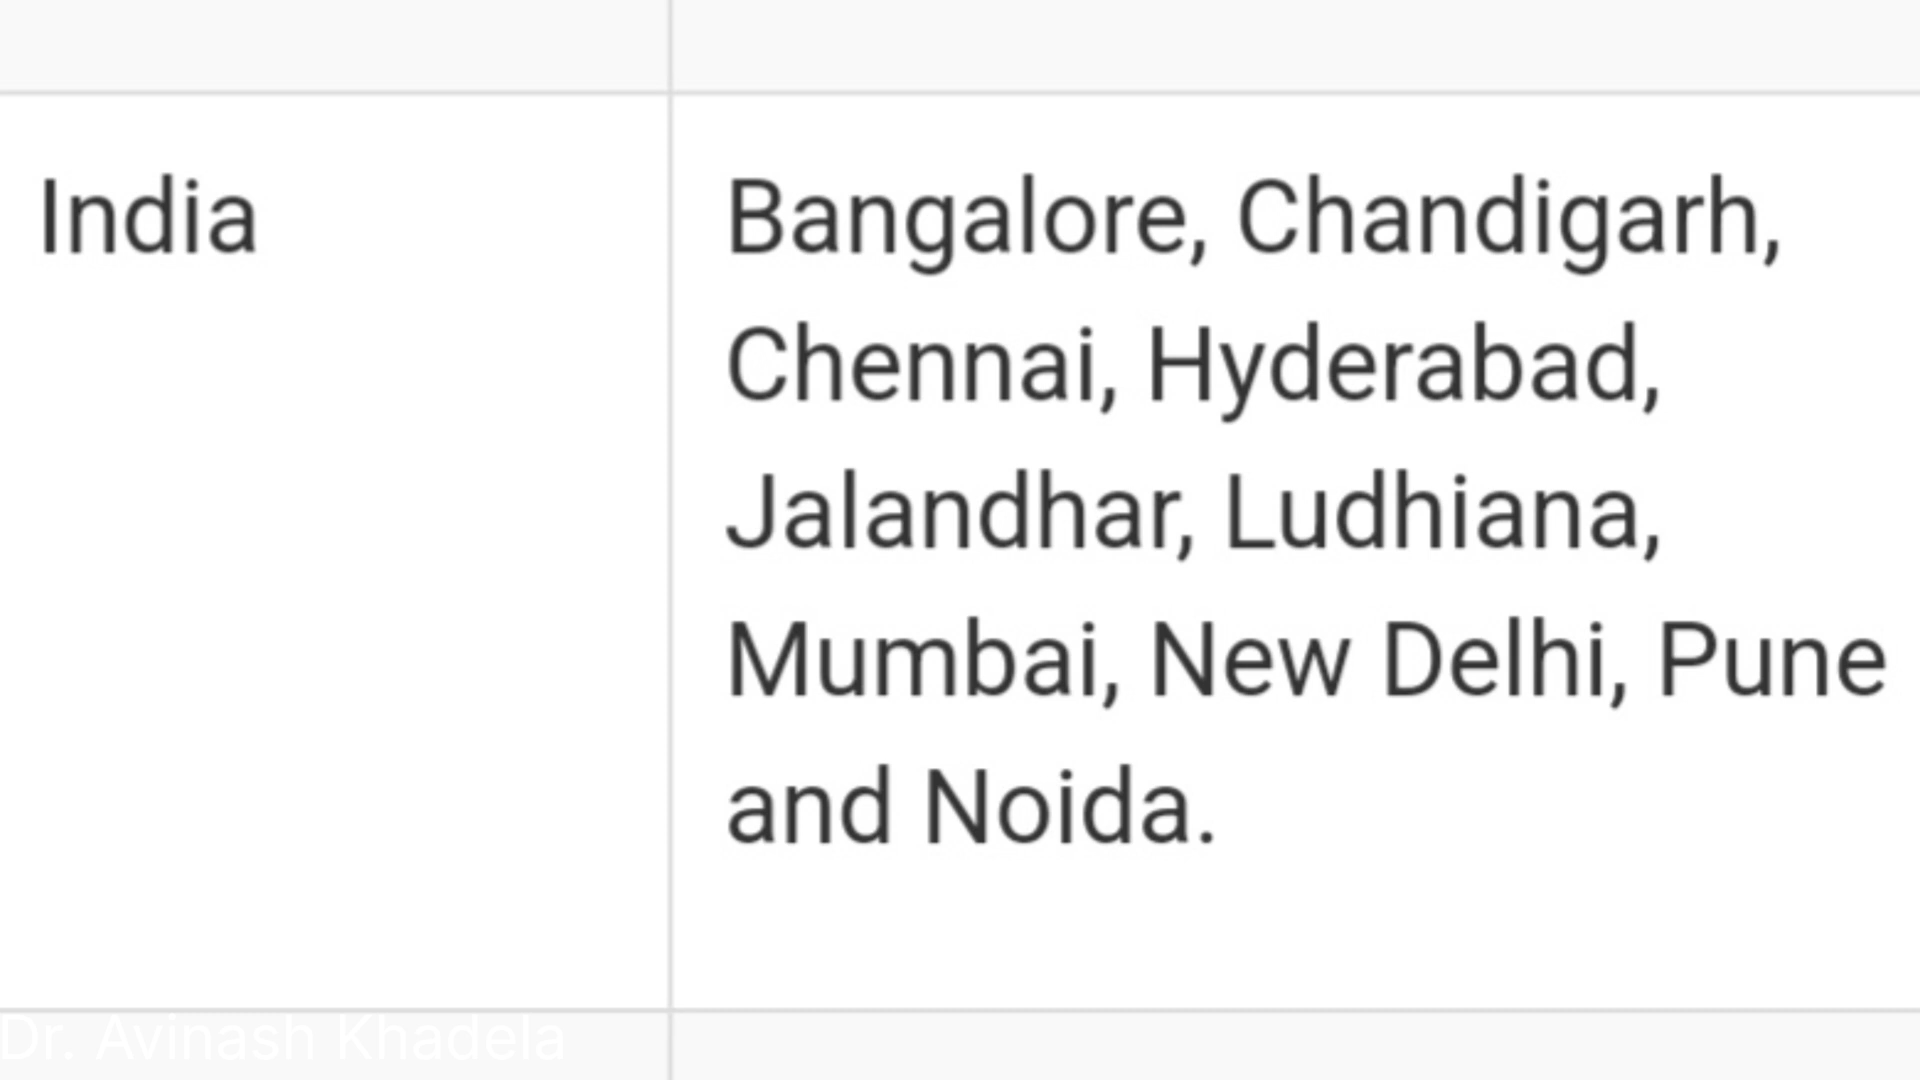 India
Bangalore, Chandigarh,
Chennai, Hyderabad,
Jalandhar, Ludhiana,
Mumbai, New Delhi, Pune
and Noida.
Dr. Avinash Khadela